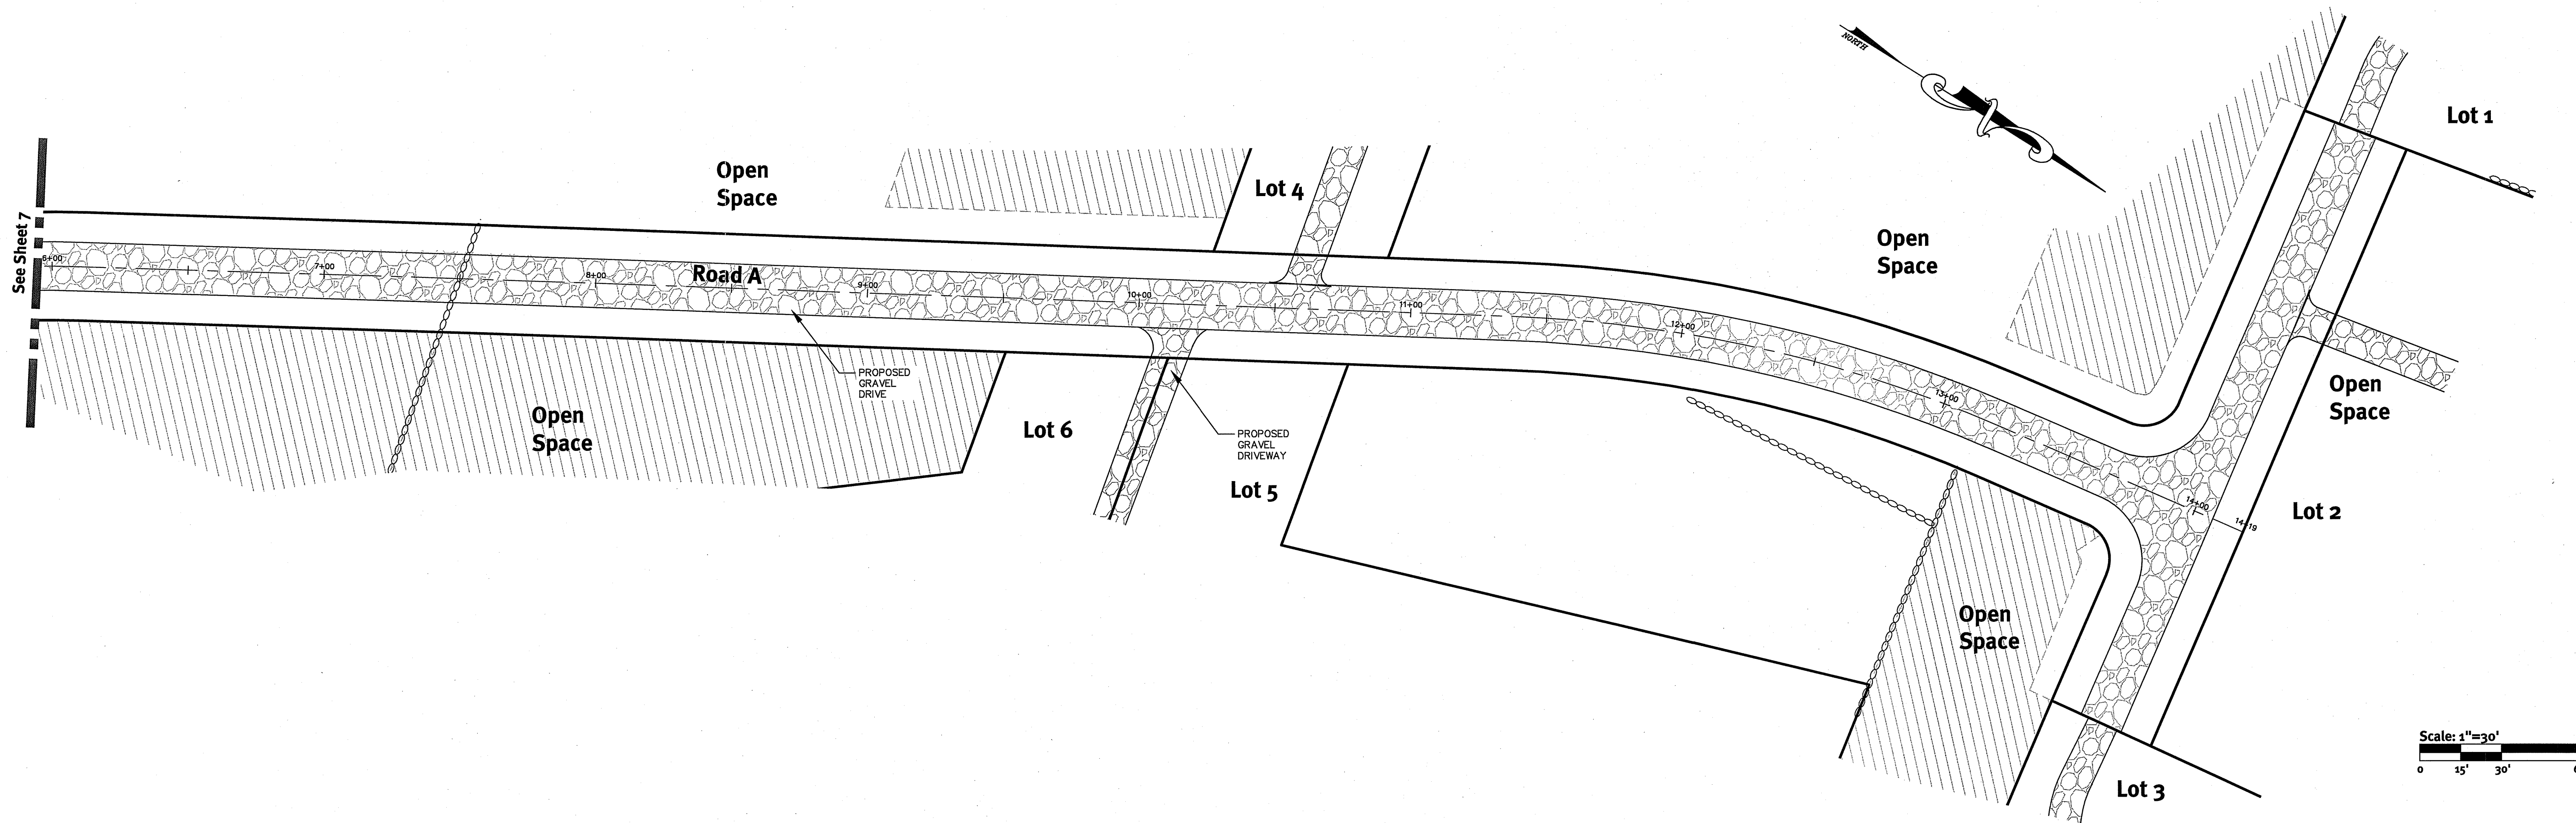 See Sheet 7
NORTH
Lot 1
Open
Space
Lot 4
Open
Space
6+00
7+00
8+00
Road A
9+00
10+00
11+00
12+00
13+00
14+00
14+19
PROPOSED
GRAVEL
DRIVE
Open
Space
Lot 6
PROPOSED
GRAVEL
DRIVEWAY
Lot 5
Open
Space
Lot 2
Open
Space
Lot 3
Scale: 1"=30'
0 15' 30'